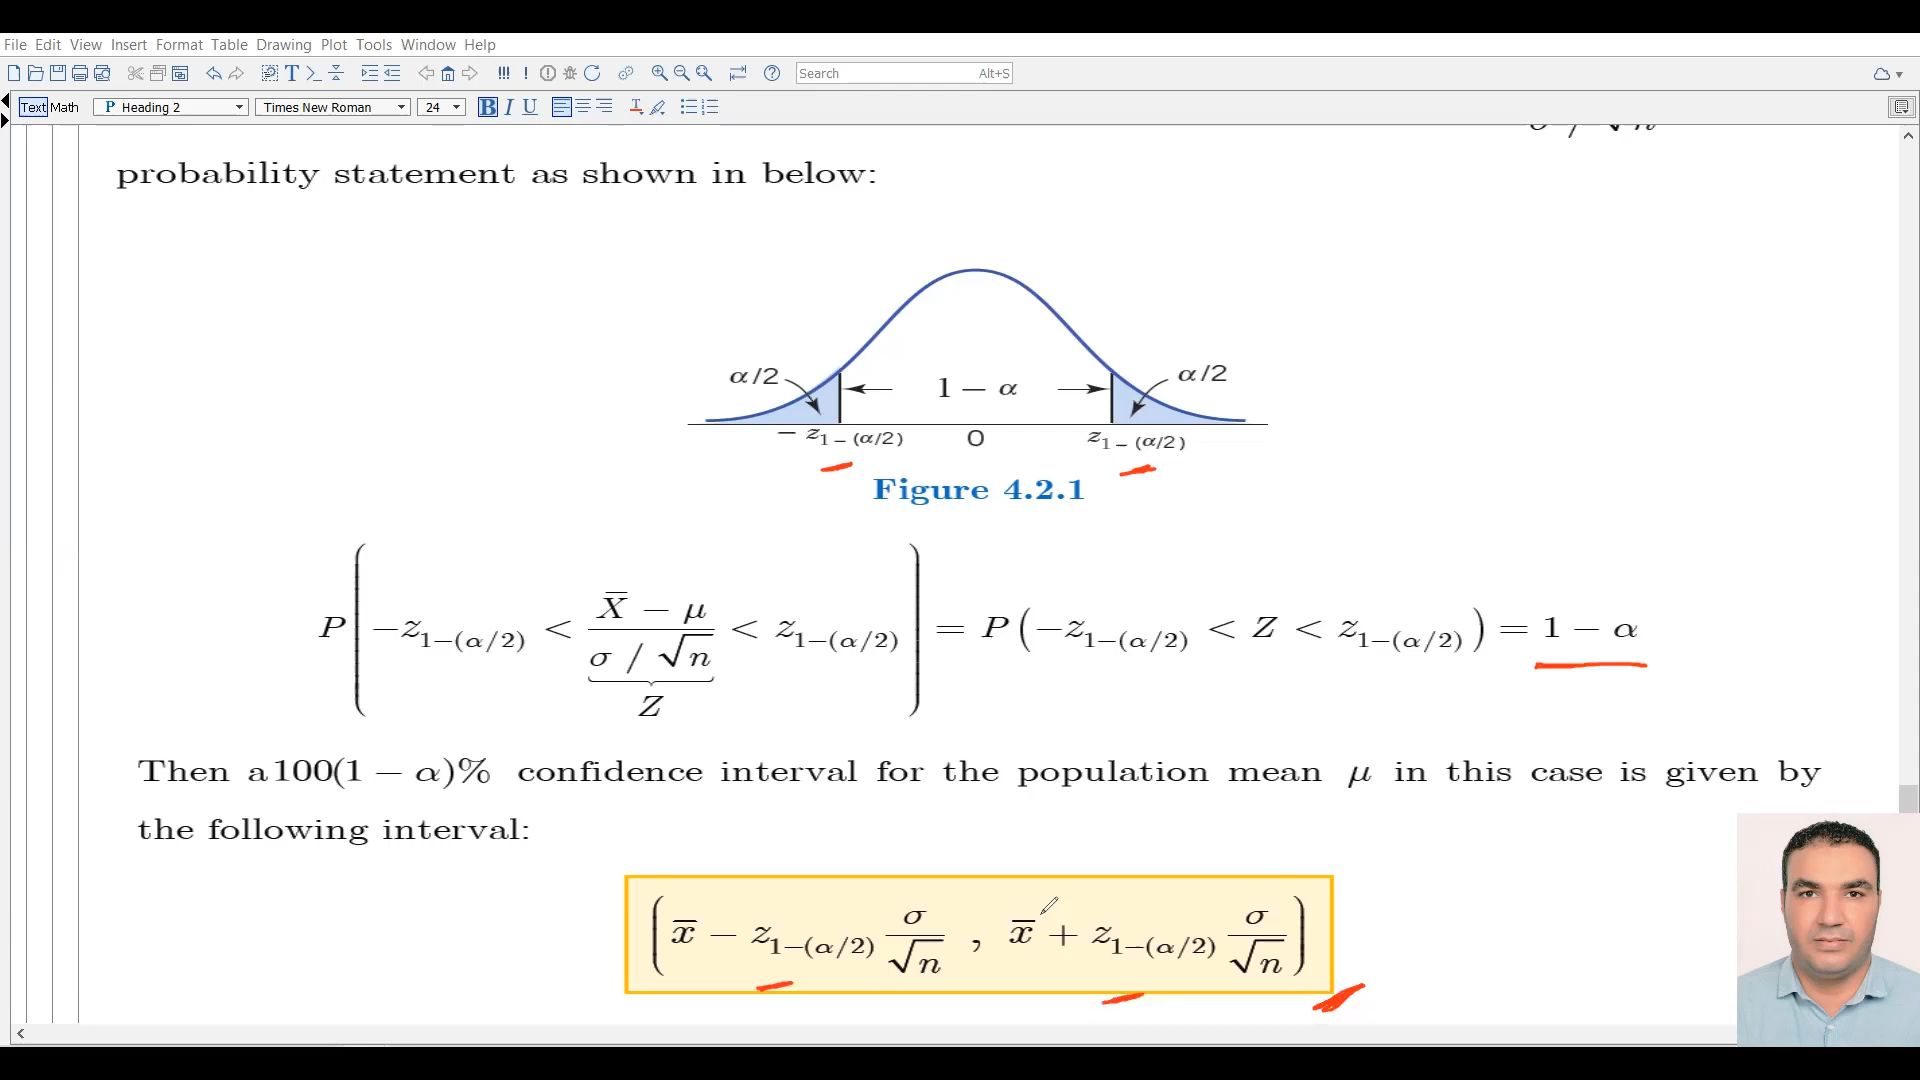 File Edit View Insert Format Table Drawing Plot Tools Window Help
Search Alt+S
Text Math P Heading 2 Times New Roman 24 B I U
σ / √n
probability statement as shown in below:
α/2 1 − α α/2
− z1 − (α/2) 0 z1 − (α/2)
Figure 4.2.1
P( −z1−(α/2) < (X̅ − μ)/(σ / √n) < z1−(α/2) ) = P(−z1−(α/2) < Z < z1−(α/2)) = 1 − α
Z
Then a 100(1 − α)% confidence interval for the population mean μ in this case is given by
the following interval:
( x̅ − z1−(α/2) σ/√n , x̅ + z1−(α/2) σ/√n )